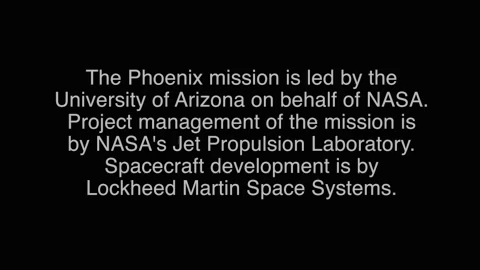 The Phoenix mission is led by the
University of Arizona on behalf of NASA.
Project management of the mission is
by NASA's Jet Propulsion Laboratory.
Spacecraft development is by
Lockheed Martin Space Systems.